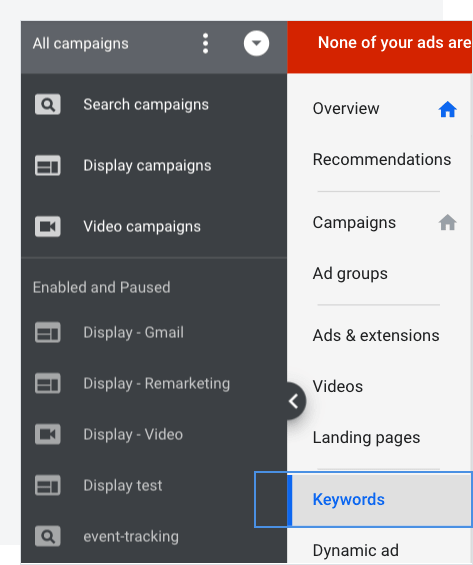 All campaigns
None of your ads are
Search campaigns
Display campaigns
Video campaigns
Enabled and Paused
Display - Gmail
Display - Remarketing
Display - Video
Display test
event-tracking
Overview
Recommendations
Campaigns
Ad groups
Ads & extensions
Videos
Landing pages
Keywords
Dynamic ad